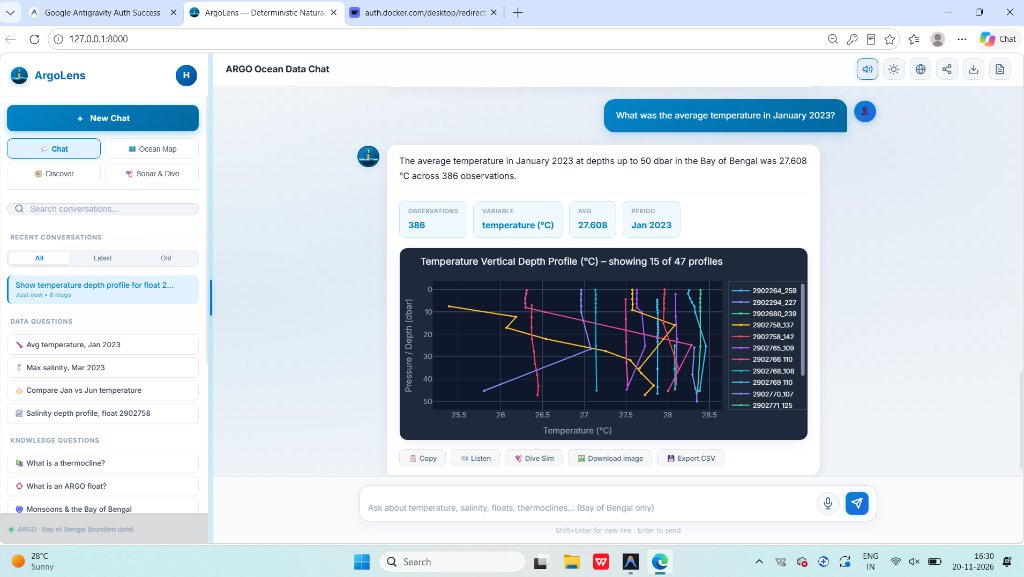 Google Antigravity Auth Success
ArgoLens — Deterministic Natura
auth.docker.com/desktop/redirect
127.0.0.1:8000
Chat
ArgoLens
H
ARGO Ocean Data Chat
+ New Chat
Chat
Ocean Map
Discover
Sonar & Dive
Search conversations...
RECENT CONVERSATIONS
All
Latest
Old
Show temperature depth profile for float 2...
Just now • 8 msgs
DATA QUESTIONS
Avg temperature, Jan 2023
Max salinity, Mar 2023
Compare Jan vs Jun temperature
Salinity depth profile, float 2902758
KNOWLEDGE QUESTIONS
What is a thermocline?
What is an ARGO float?
Monsoons & the Bay of Bengal
ARGO · Bay of Bengal (bundled data)
What was the average temperature in January 2023?
The average temperature in January 2023 at depths up to 50 dbar in the Bay of Bengal was 27.608
°C across 386 observations.
OBSERVATIONS
386
VARIABLE
temperature (°C)
AVG
27.608
PERIOD
Jan 2023
Temperature Vertical Depth Profile (°C) – showing 15 of 47 profiles
Pressure / Depth (dbar)
0
10
20
30
40
50
25.5
26
26.5
27
27.5
28
28.5
Temperature (°C)
2902264_259
2902294_227
2902680_239
2902758_137
2902758_142
2902765_109
2902766 110
2902768_108
2902769 110
2902770_107
2902771_125
Copy
Listen
Dive Sim
Download image
Export CSV
Ask about temperature, salinity, floats, thermoclines... (Bay of Bengal only)
Shift+Enter for new line · Enter to send
28°C
Sunny
Search
ENG
IN
16:30
20-11-2026